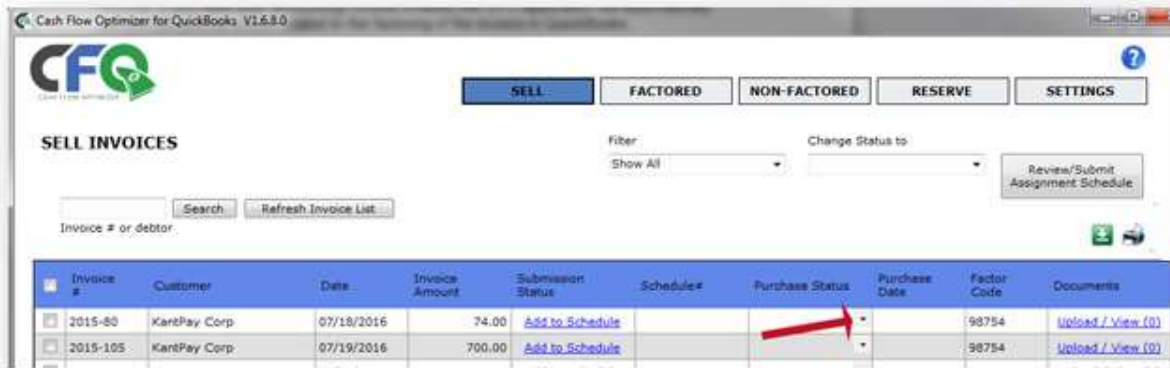 Cash Flow Optimizer for QuickBooks V1.6.8.0
CFO
SELL FACTORED NON-FACTORED RESERVE SETTINGS
SELL INVOICES
Filter Change Status to
Show All
Review/Submit
Assignment Schedule
Search Refresh Invoice List
Invoice # or debtor
Invoice # Customer Date Invoice Amount Submission Status Schedule# Purchase Status Purchase Date Factor Code Documents
2015-80 KantPay Corp 07/18/2016 74.00 Add to Schedule 98754 Upload / View (0)
2015-105 KantPay Corp 07/19/2016 700.00 Add to Schedule 98754 Upload / View (0)